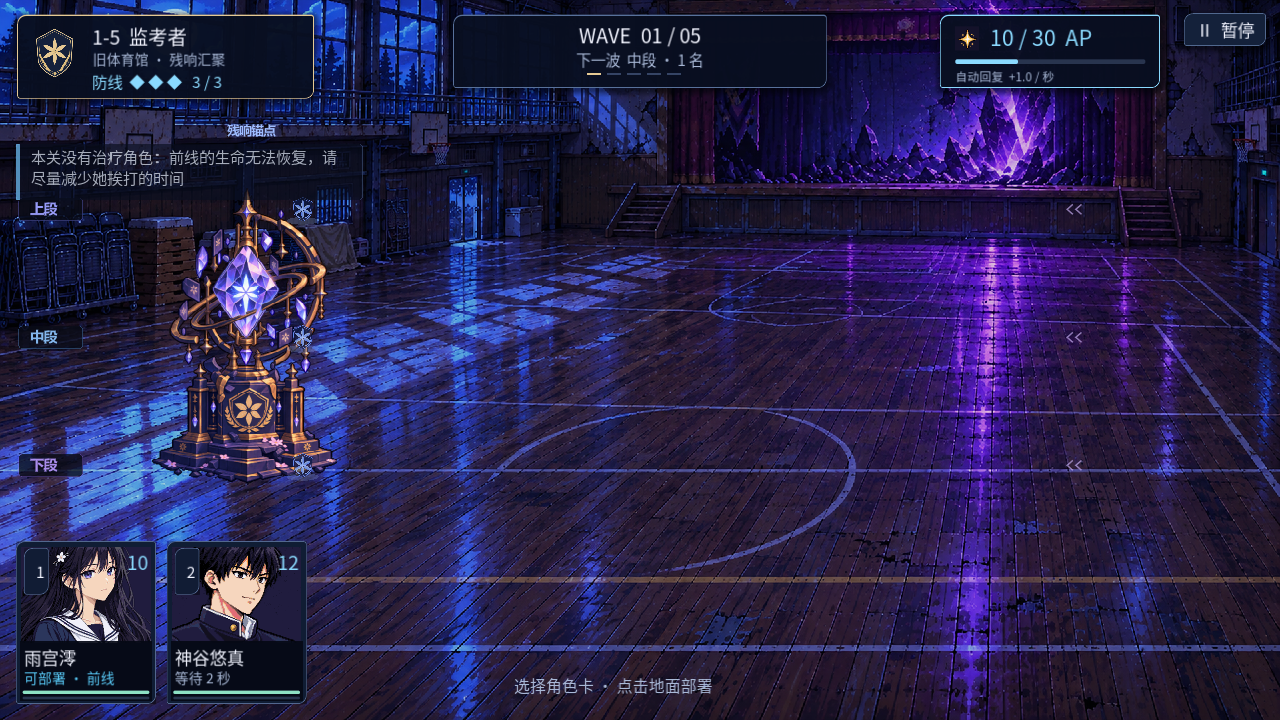 1-5 监考者
旧体育馆 · 残响汇聚
防线 3 / 3
WAVE 01 / 05
下一波 中段 · 1 名
10 / 30 AP
自动回复 +1.0 / 秒
暂停
残响锚点
本关没有治疗角色：前线的生命无法恢复，请
尽量减少她挨打的时间
上段
中段
下段
1
10
雨宫澪
可部署 · 前线
2
12
神谷悠真
等待 2 秒
选择角色卡 · 点击地面部署